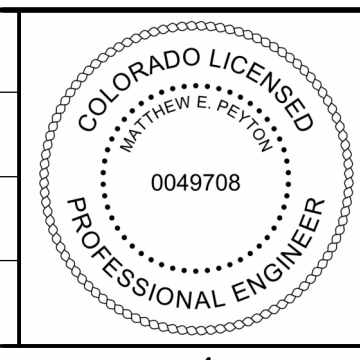 COLORADO LICENSED
MATTHEW E. PEYTON
0049708
PROFESSIONAL ENGINEER